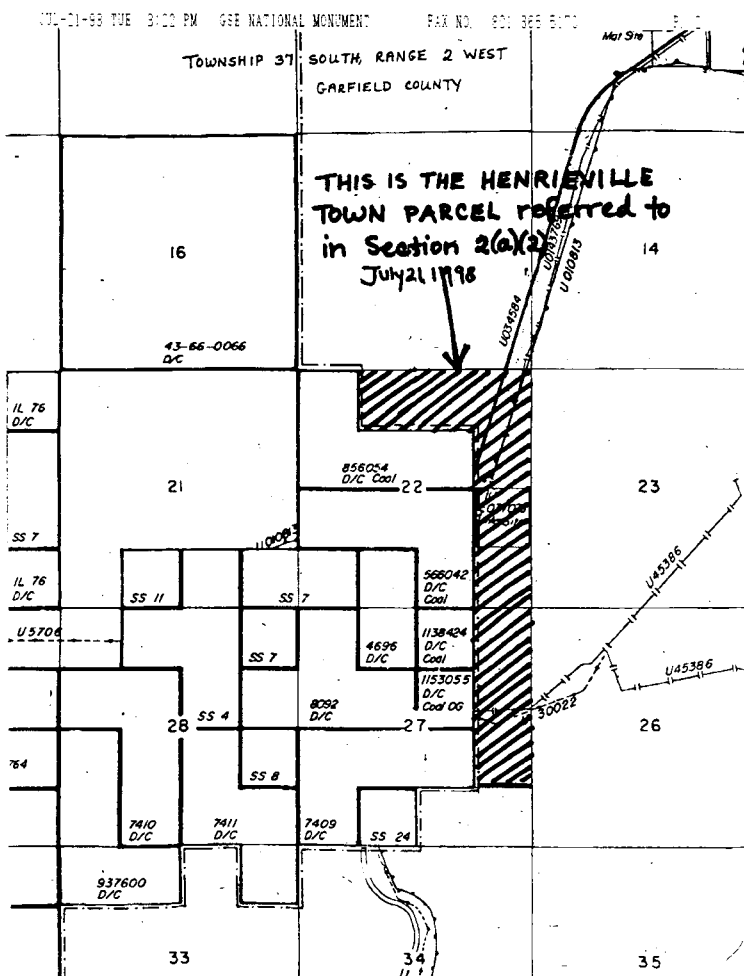 TUE 3:22 PM GSE NATIONAL MONUMENT FAX NO.
Mat Site
TOWNSHIP 37 SOUTH, RANGE 2 WEST
GARFIELD COUNTY
THIS IS THE HENRIEVILLE
TOWN PARCEL referred to
in Section 2(a)(2)
July 21, 1998
16
14
U010813
U034584
43-66-0066
D/C
IL 76
D/C
856054
D/C Coal
21
22
23
U010813
SS 7
IL 76
D/C
SS 11
SS 7
566042
D/C
Coal
U45386
U5706
SS 7
4696
D/C
1138424
D/C
Coal
1153055
D/C
Coal OG
U45386
SS 4
8092
D/C
30022
28
27
26
764
SS 8
7410
D/C
7411
D/C
7409
D/C
SS 24
937600
D/C
33
34
35